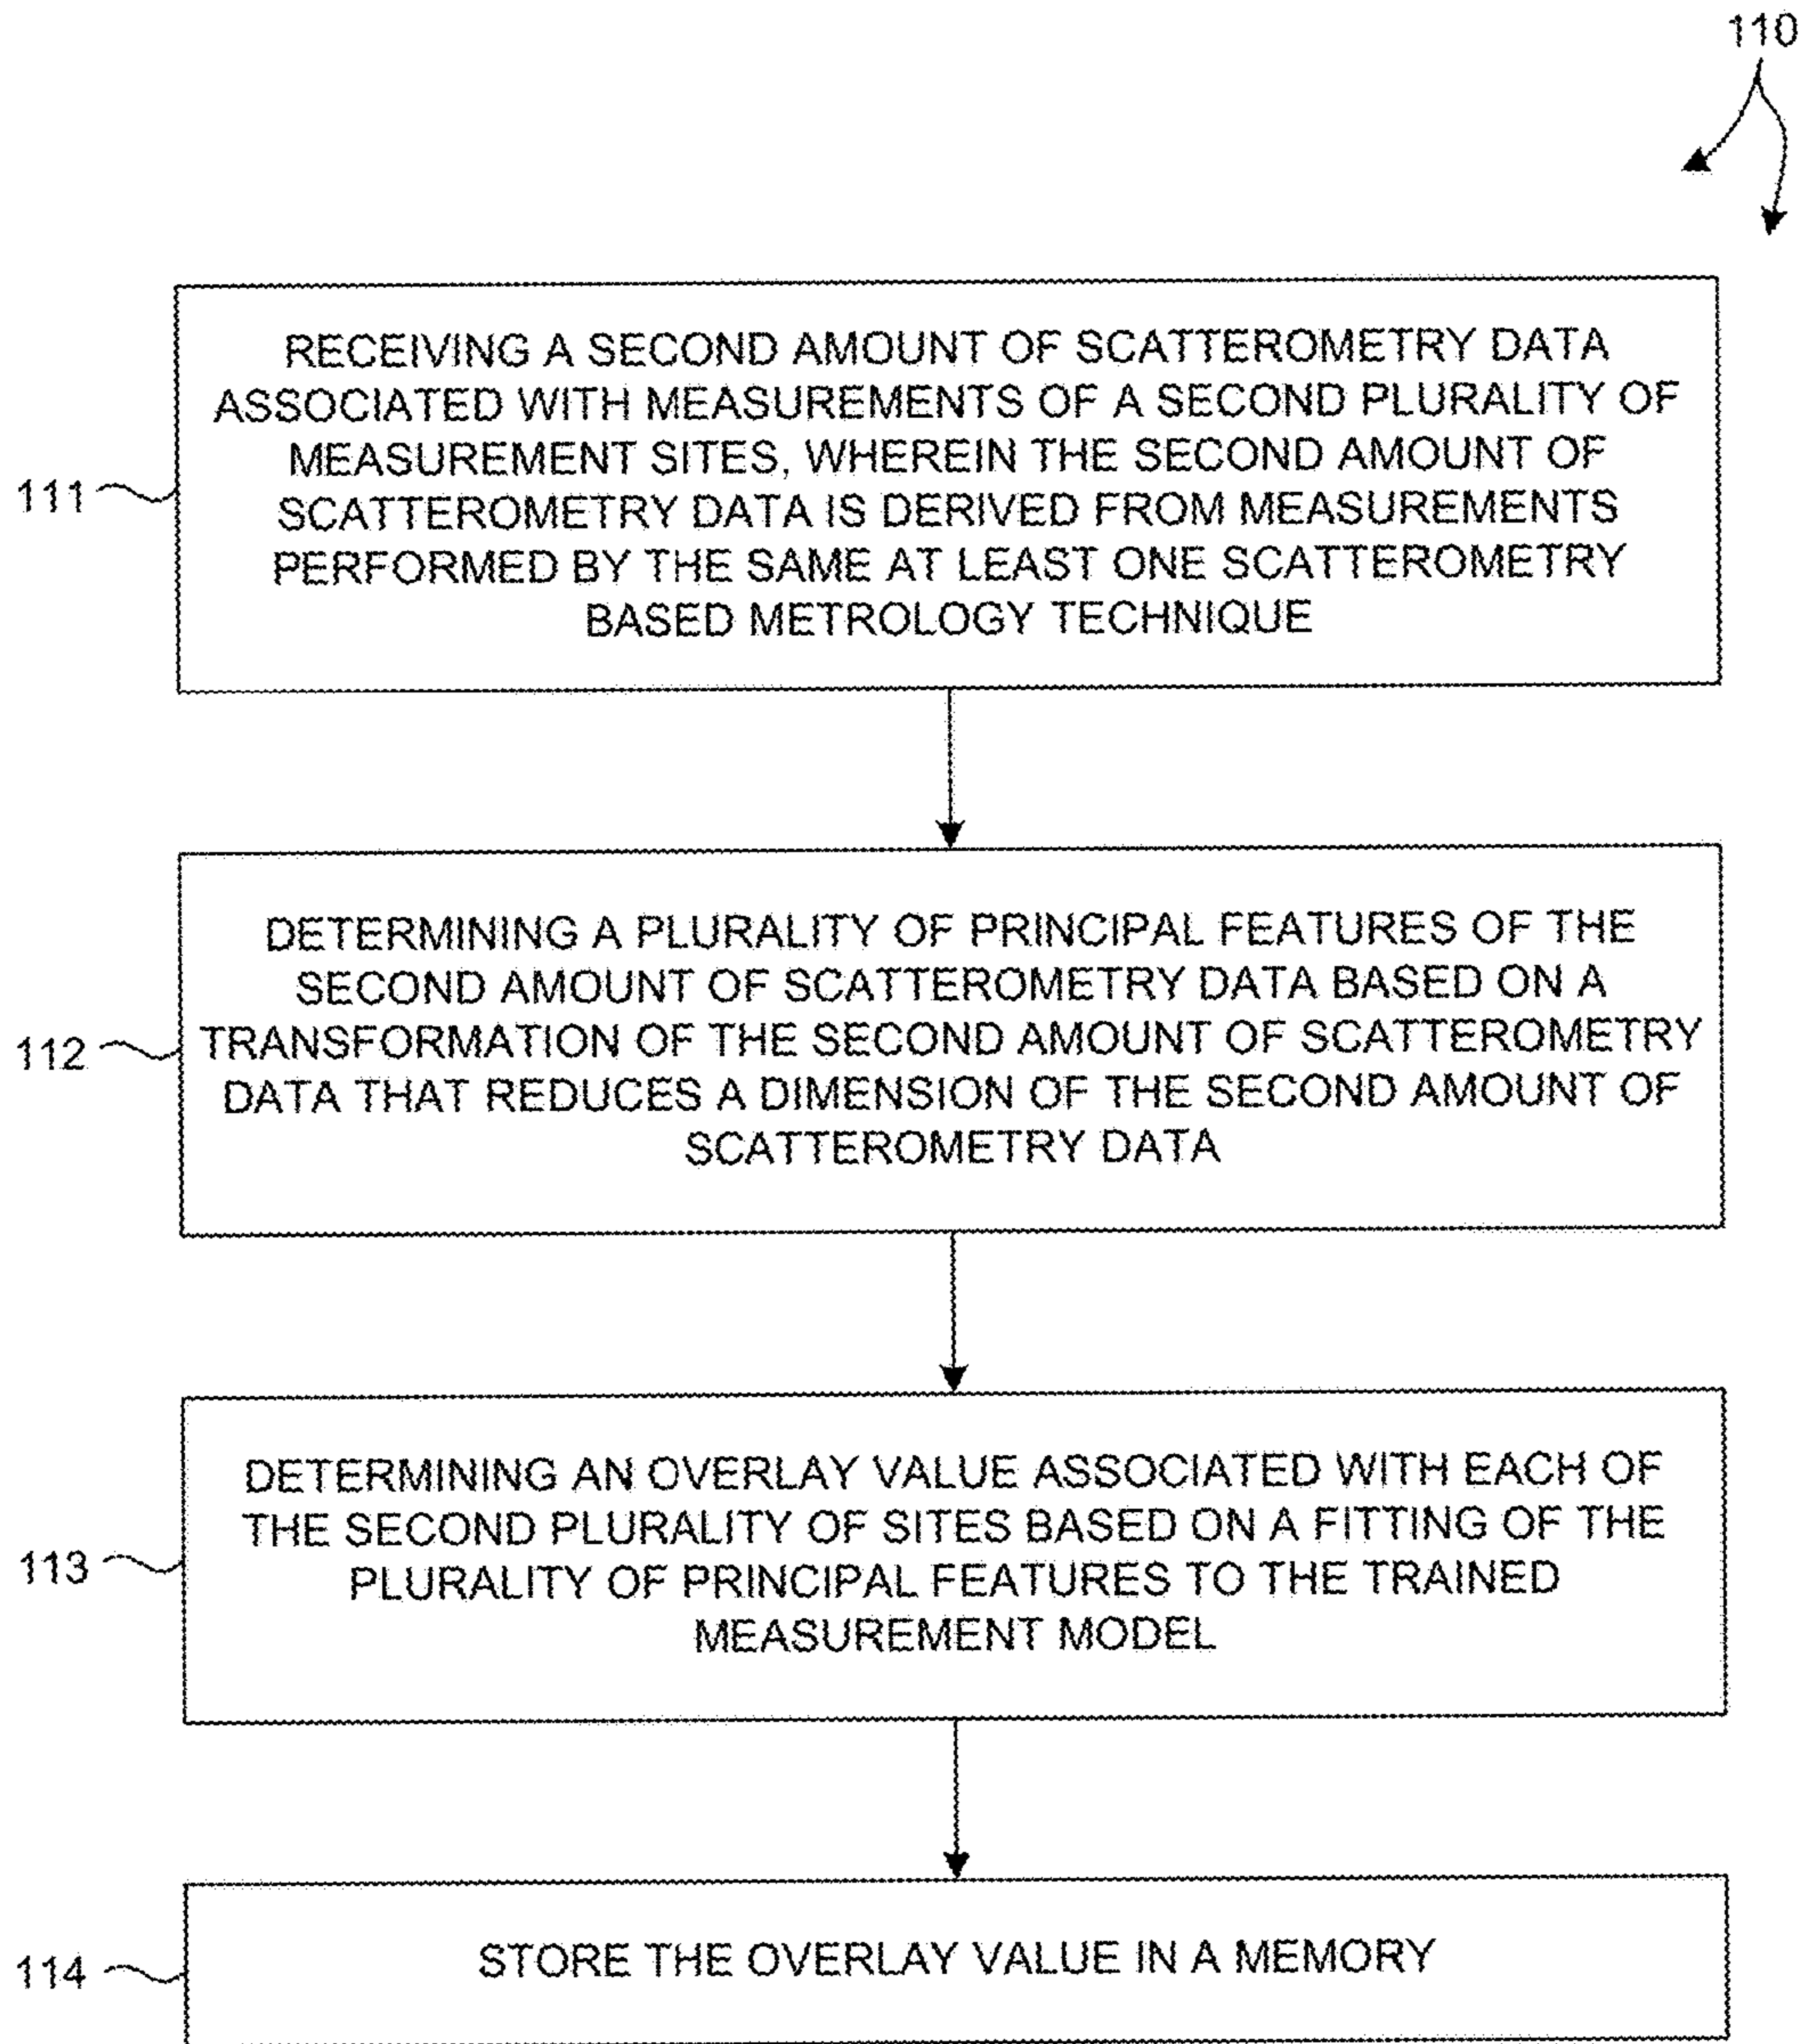 110
RECEIVING A SECOND AMOUNT OF SCATTEROMETRY DATA
ASSOCIATED WITH MEASUREMENTS OF A SECOND PLURALITY OF
MEASUREMENT SITES, WHEREIN THE SECOND AMOUNT OF
SCATTEROMETRY DATA IS DERIVED FROM MEASUREMENTS
PERFORMED BY THE SAME AT LEAST ONE SCATTEROMETRY
BASED METROLOGY TECHNIQUE
111
DETERMINING A PLURALITY OF PRINCIPAL FEATURES OF THE
SECOND AMOUNT OF SCATTEROMETRY DATA BASED ON A
TRANSFORMATION OF THE SECOND AMOUNT OF SCATTEROMETRY
DATA THAT REDUCES A DIMENSION OF THE SECOND AMOUNT OF
SCATTEROMETRY DATA
112
DETERMINING AN OVERLAY VALUE ASSOCIATED WITH EACH OF
THE SECOND PLURALITY OF SITES BASED ON A FITTING OF THE
PLURALITY OF PRINCIPAL FEATURES TO THE TRAINED
MEASUREMENT MODEL
113
STORE THE OVERLAY VALUE IN A MEMORY
114